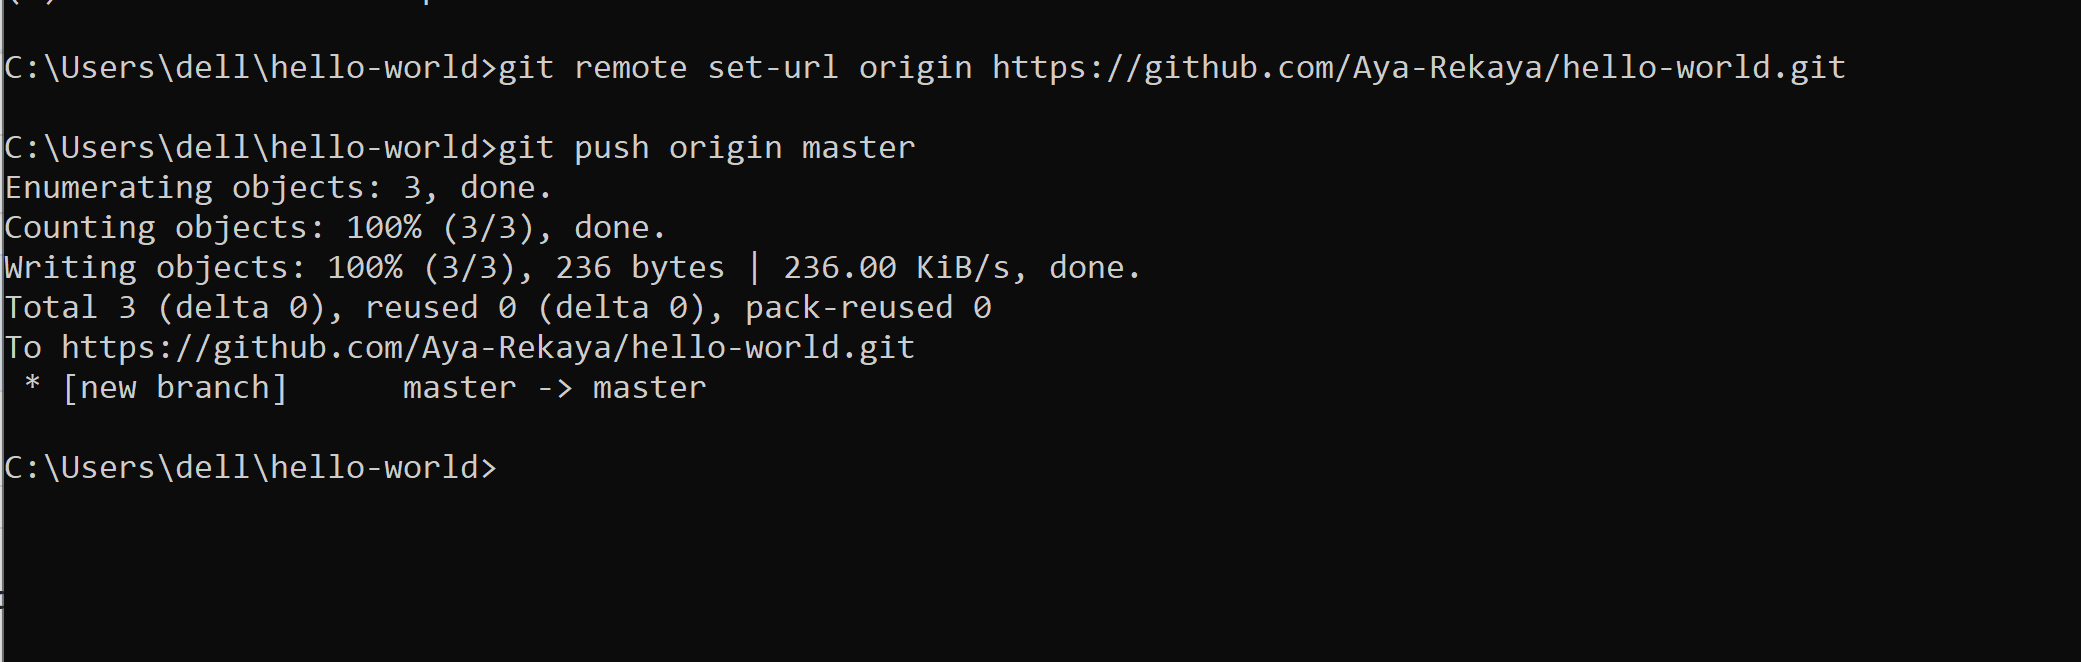 C:\Users\dell\hello-world>git remote set-url origin https://github.com/Aya-Rekaya/hello-world.git
C:\Users\dell\hello-world>git push origin master
Enumerating objects: 3, done.
Counting objects: 100% (3/3), done.
Writing objects: 100% (3/3), 236 bytes | 236.00 KiB/s, done.
Total 3 (delta 0), reused 0 (delta 0), pack-reused 0
To https://github.com/Aya-Rekaya/hello-world.git
 * [new branch]      master -> master
C:\Users\dell\hello-world>